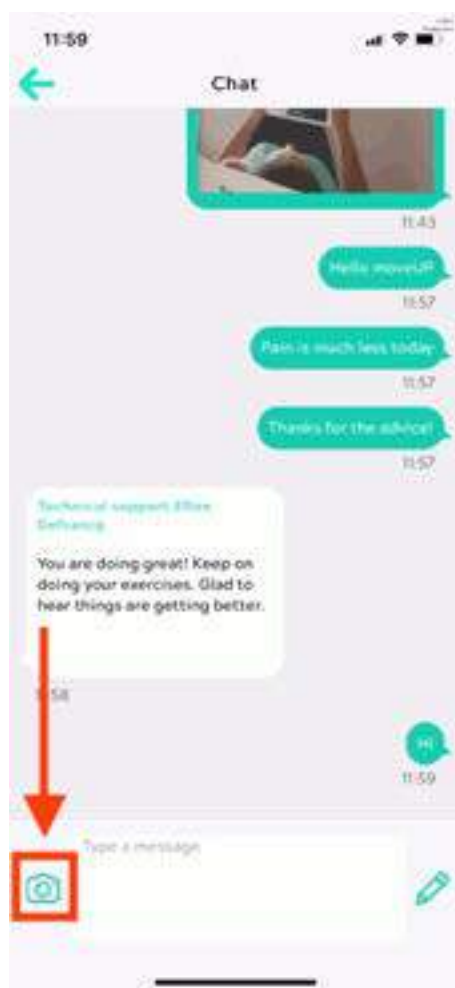 11:59
Chat
11:43
Hello moveUP
11:57
Pain is much less today
11:57
Thanks for the advice!
11:57
Technical support
You are doing great! Keep on
doing your exercises. Glad to
hear things are getting better.
Hi
11:59
Type a message